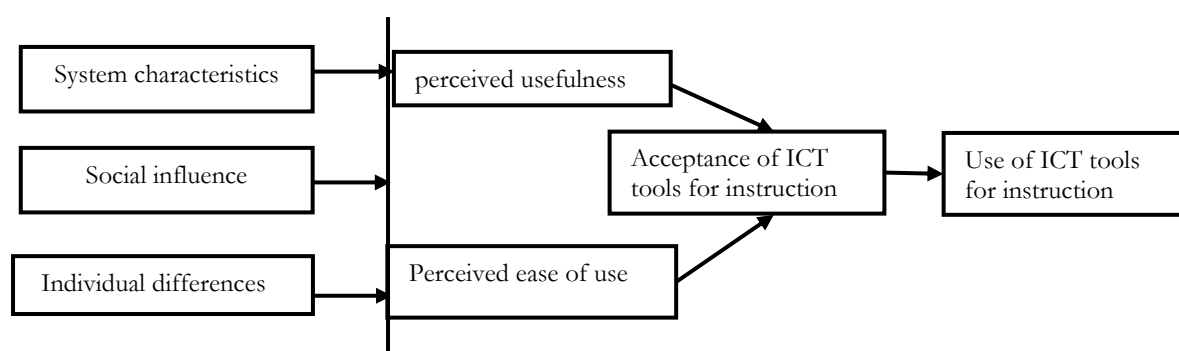 System characteristics
perceived usefulness
Social influence
Acceptance of ICT
tools for instruction
Use of ICT tools
for instruction
Individual differences
Perceived ease of use